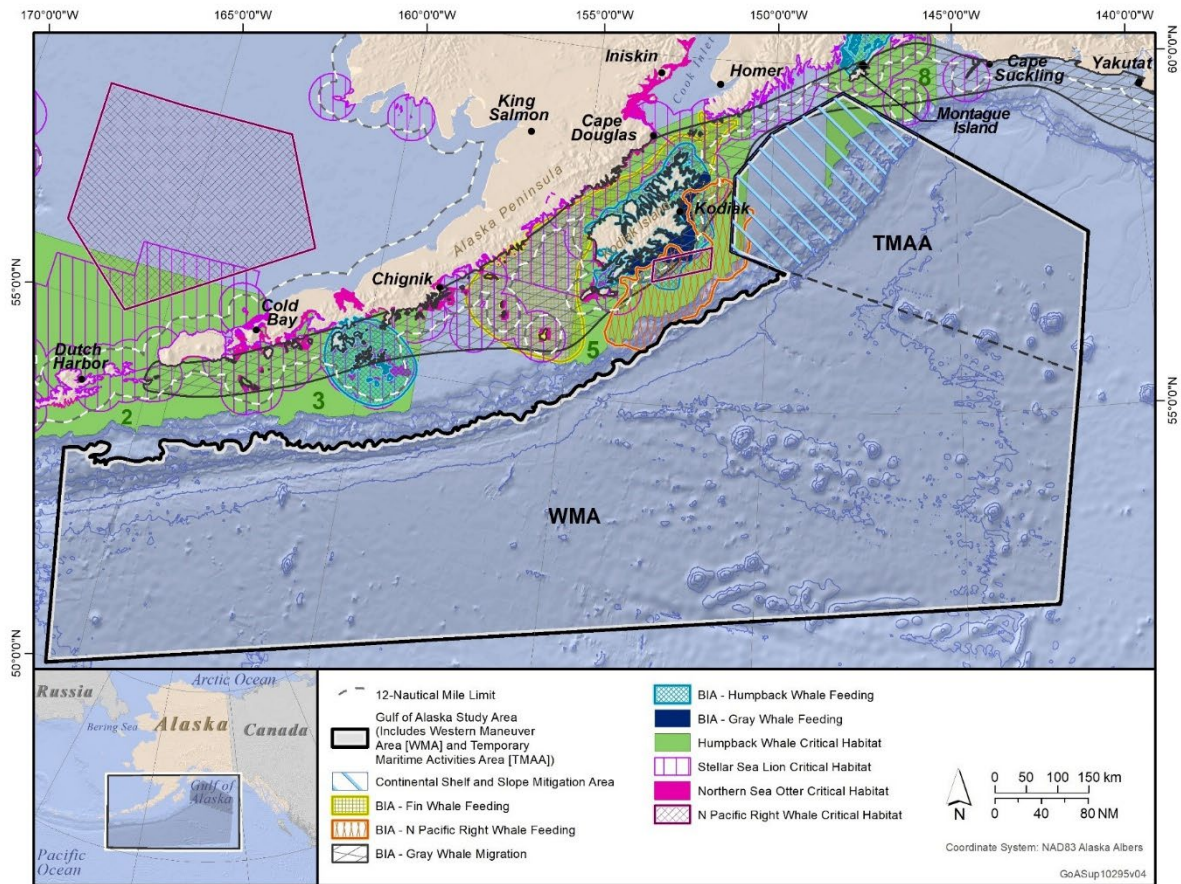 170°0'0"W
165°0'0"W
160°0'0"W
155°0'0"W
150°0'0"W
145°0'0"W
140°0'0"W
60°0'0"N
55°0'0"N
55°0'0"N
50°0'0"N
Iniskin
Homer
Cook Inlet
King
Salmon
Cape
Douglas
8
Cape
Suckling
Yakutat
Montague
Island
Alaska Peninsula
Kodiak
TMAA
Chignik
Cold
Bay
Dutch
Harbor
2
3
5
WMA
Russia
Arctic Ocean
Bering Sea
Alaska
Canada
Gulf of
Alaska
Pacific
Ocean
12-Nautical Mile Limit
Gulf of Alaska Study Area
(Includes Western Maneuver
Area [WMA] and Temporary
Maritime Activities Area [TMAA])
Continental Shelf and Slope Mitigation Area
BIA - Fin Whale Feeding
BIA - N Pacific Right Whale Feeding
BIA - Gray Whale Migration
BIA - Humpback Whale Feeding
BIA - Gray Whale Feeding
Humpback Whale Critical Habitat
Stellar Sea Lion Critical Habitat
Northern Sea Otter Critical Habitat
N Pacific Right Whale Critical Habitat
N
0 50 100 150 km
0 40 80 NM
Coordinate System: NAD83 Alaska Albers
GoASup10295v04